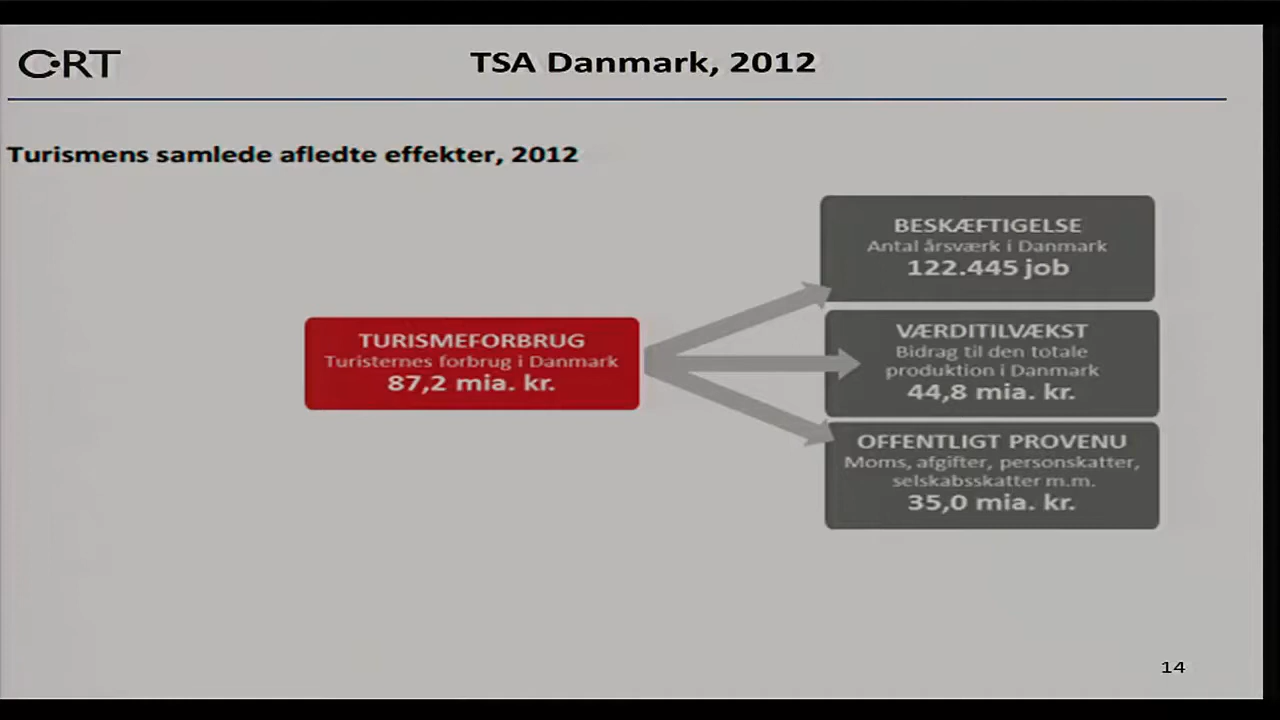 C·RT
TSA Danmark, 2012
Turismens samlede afledte effekter, 2012
TURISMEFORBRUG
Turisternes forbrug i Danmark
87,2 mia. kr.
BESKÆFTIGELSE
Antal årsværk i Danmark
122.445 job
VÆRDITILVÆKST
Bidrag til den totale
produktion i Danmark
44,8 mia. kr.
OFFENTLIGT PROVENU
Moms, afgifter, personskatter,
selskabsskatter m.m.
35,0 mia. kr.
14